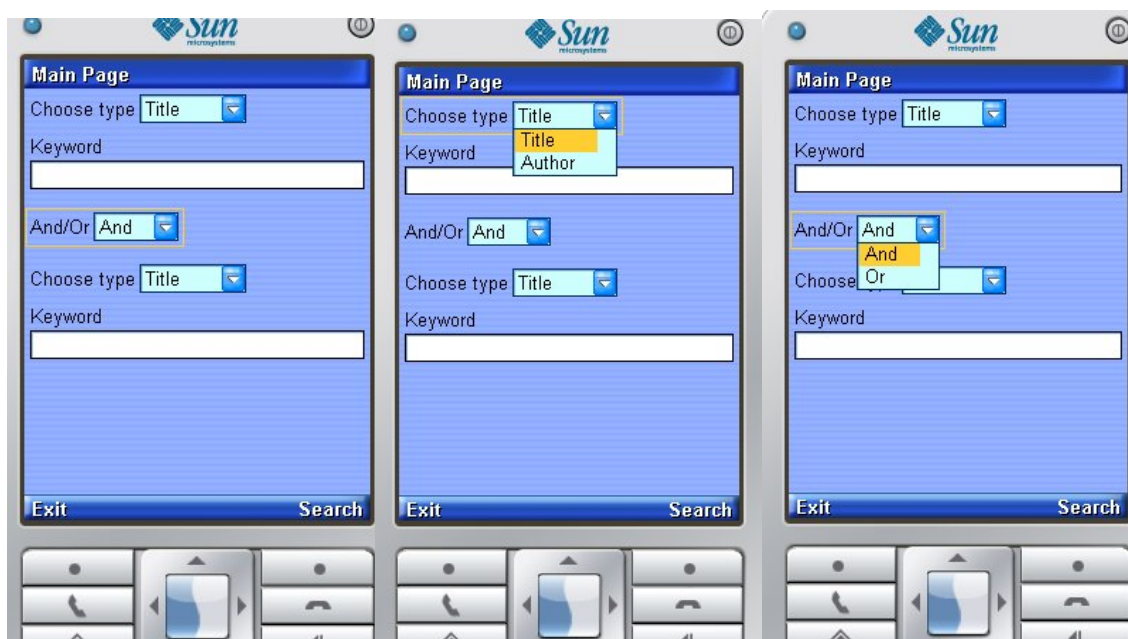 Sun
microsystems
Main Page
Choose type Title
Keyword
And/Or And
Choose type Title
Keyword
Exit Search
Sun
microsystems
Main Page
Choose type Title
Title
Keyword
Author
And/Or And
Choose type Title
Keyword
Exit Search
Sun
microsystems
Main Page
Choose type Title
Keyword
And/Or And
And
Choose
Or
Keyword
Exit Search